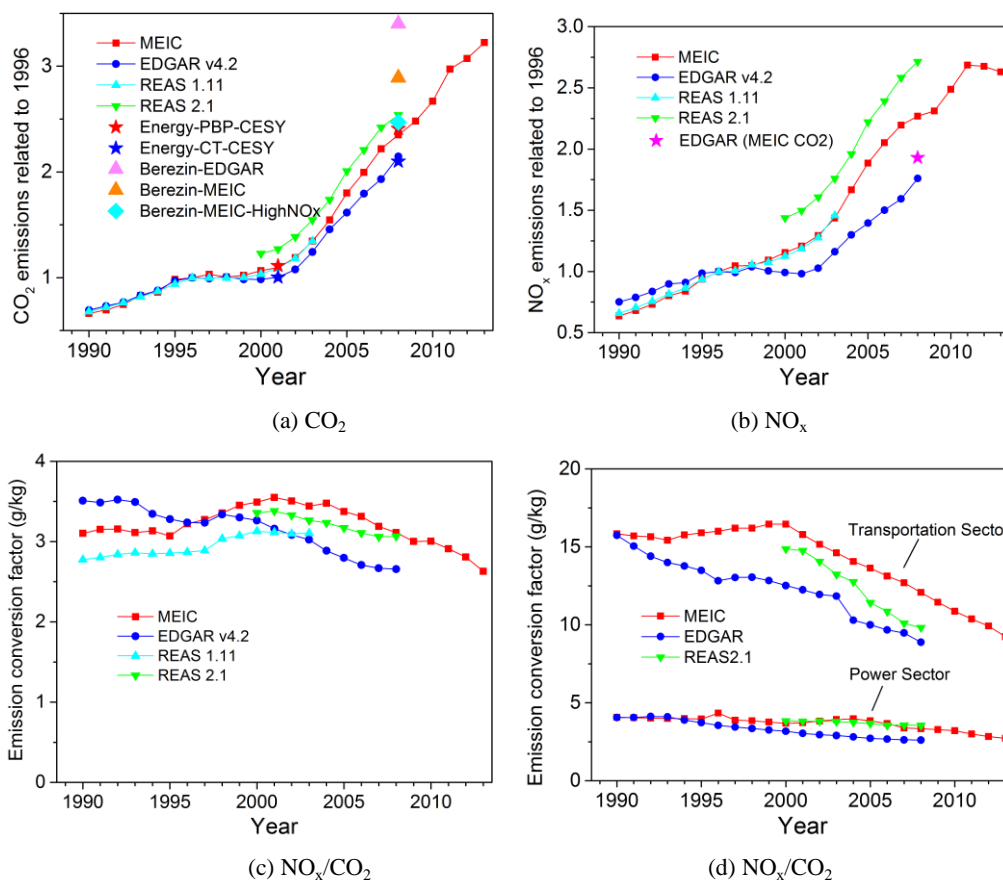 CO2 emissions related to 1996
3
2
1
1990 1995 2000 2005 2010
Year
MEIC
EDGAR v4.2
REAS 1.11
REAS 2.1
Energy-PBP-CESY
Energy-CT-CESY
Berezin-EDGAR
Berezin-MEIC
Berezin-MEIC-HighNOx
(a) CO2
NOx emissions related to 1996
3.0
2.5
2.0
1.5
1.0
0.5
1990 1995 2000 2005 2010
Year
MEIC
EDGAR v4.2
REAS 1.11
REAS 2.1
EDGAR (MEIC CO2)
(b) NOx
Emission conversion factor (g/kg)
4
3
2
1
0
1990 1995 2000 2005 2010
Year
MEIC
EDGAR v4.2
REAS 1.11
REAS 2.1
(c) NOx/CO2
Emission conversion factor (g/kg)
20
15
10
5
0
1990 1995 2000 2005 2010
Year
Transportation Secto
MEIC
EDGAR
REAS2.1
Power Sector
(d) NOx/CO2